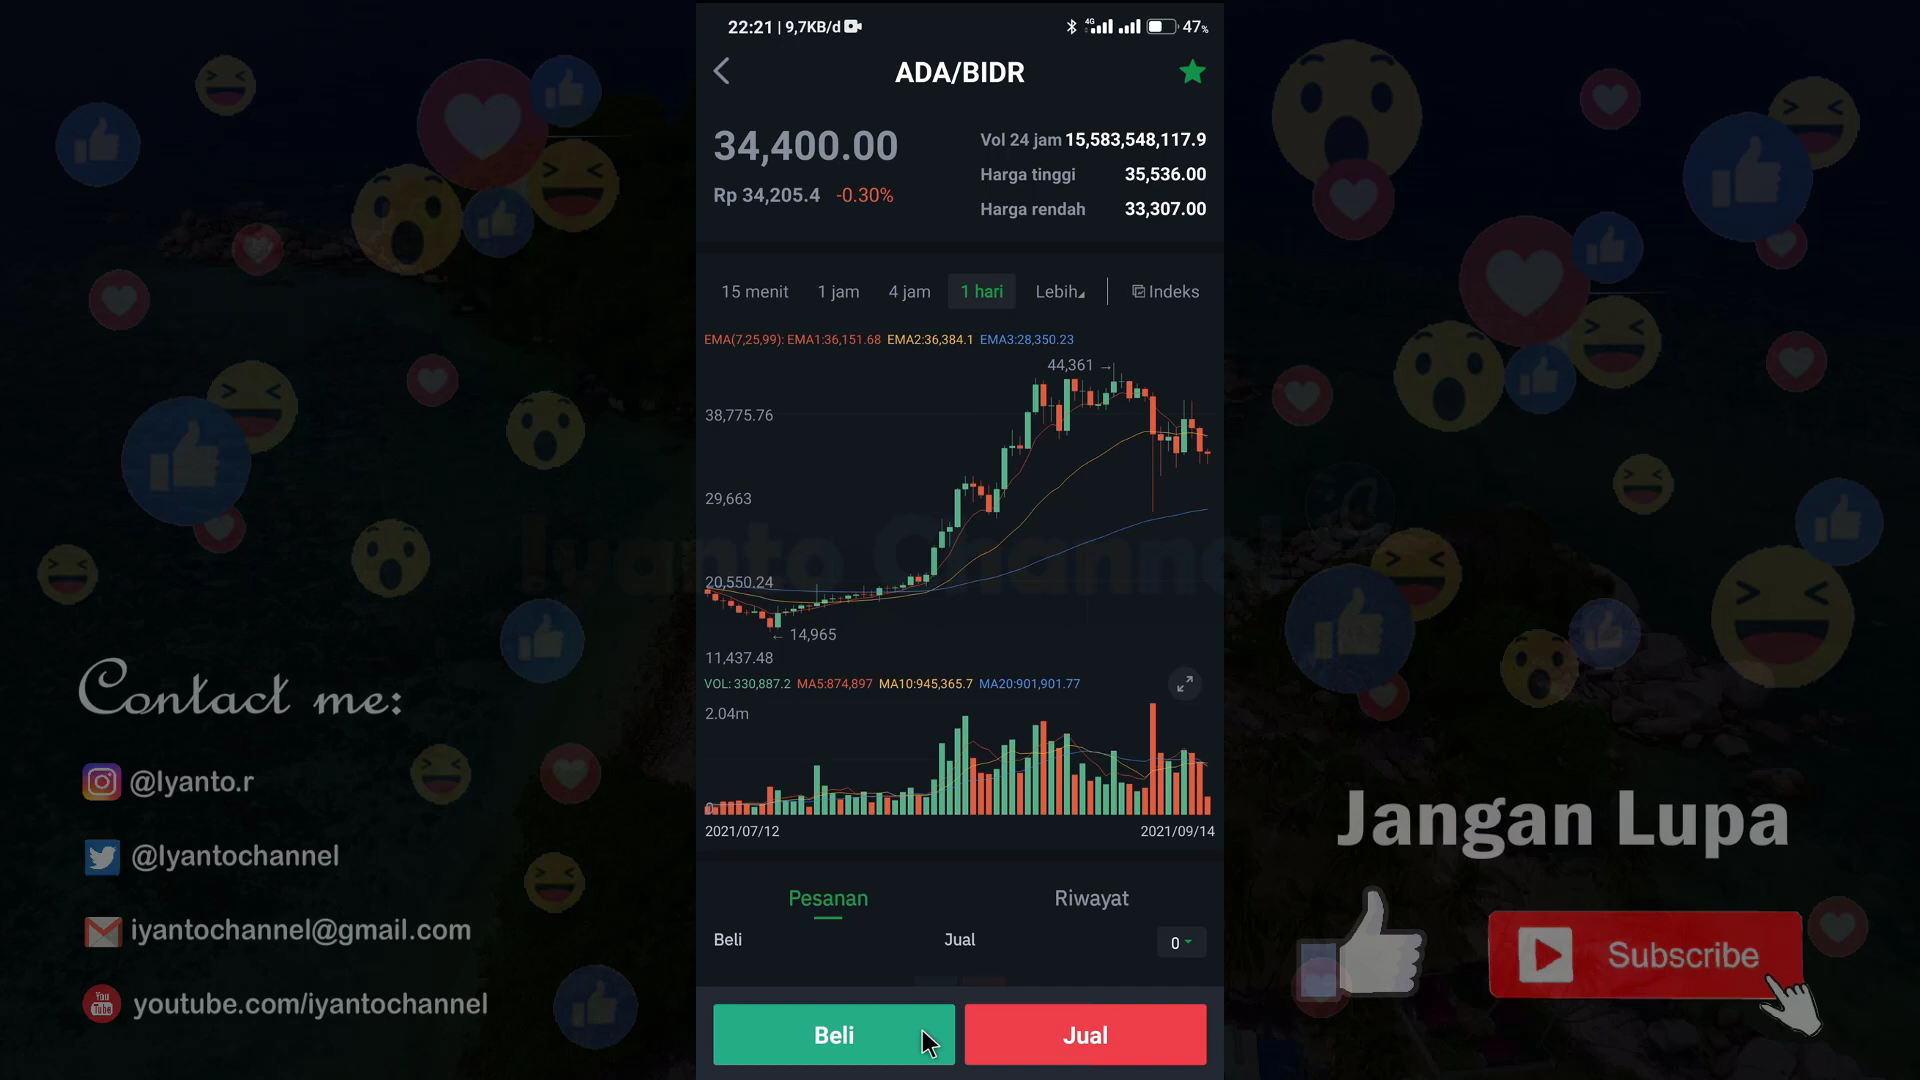 22:21 | 9,7KB/d
4G
47%
ADA/BIDR
34,400.00
Rp 34,205.4 -0.30%
Vol 24 jam 15,583,548,117.9
Harga tinggi 35,536.00
Harga rendah 33,307.00
15 menit 1 jam 4 jam 1 hari Lebih Indeks
EMA(7,25,99): EMA1:36,151.68 EMA2:36,384.1 EMA3:28,350.23
44,361 →
38,775.76
29,663
Iyanto Channel
20,550.24
← 14,965
11,437.48
VOL: 330,887.2 MA5:874,897 MA10:945,365.7 MA20:901,901.77
2.04m
0
2021/07/12 2021/09/14
Pesanan Riwayat
Beli Jual 0
Beli Jual
Contact me:
@Iyanto.r
@Iyantochannel
iyantochannel@gmail.com
You Tube
youtube.com/iyantochannel
Jangan Lupa
Subscribe